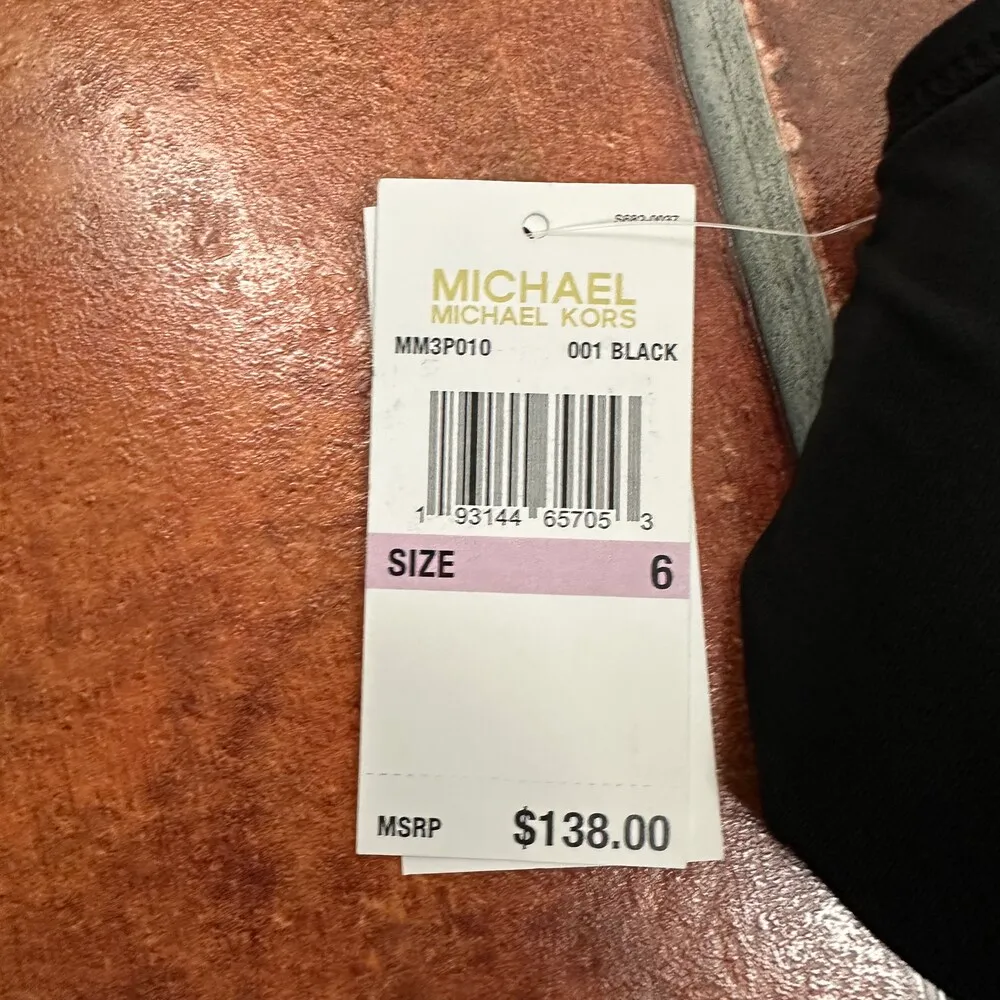 MICHAEL
MICHAEL KORS
MM3P010 001 BLACK
1 93144 65705 3
SIZE 6
MSRP $138.00